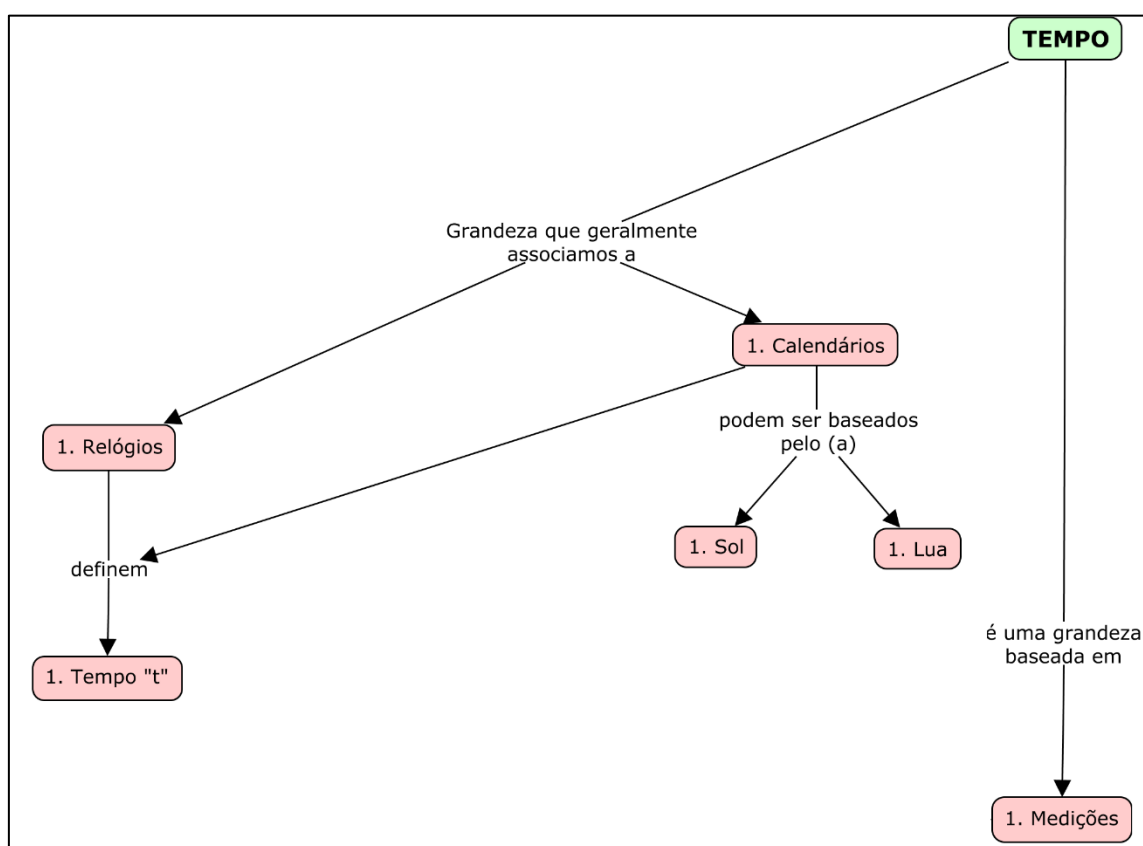 TEMPO
Grandeza que geralmente
associamos a
1. Calendários
podem ser baseados
pelo (a)
1. Relógios
1. Sol
1. Lua
definem
é uma grandeza
baseada em
1. Tempo "t"
1. Medições